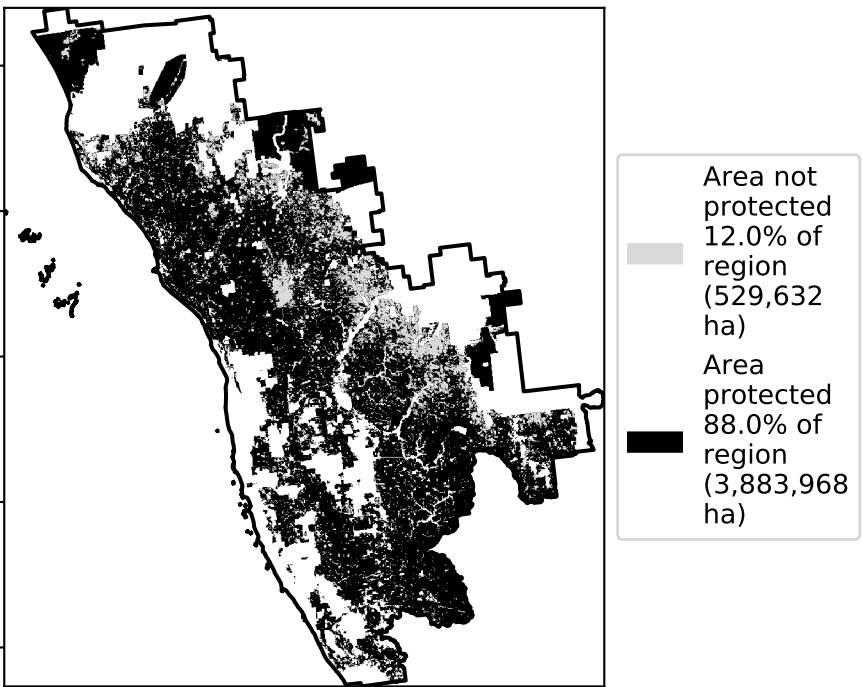 Area not
protected
12.0% of
region
(529,632
ha)
Area
protected
88.0% of
region
(3,883,968
ha)